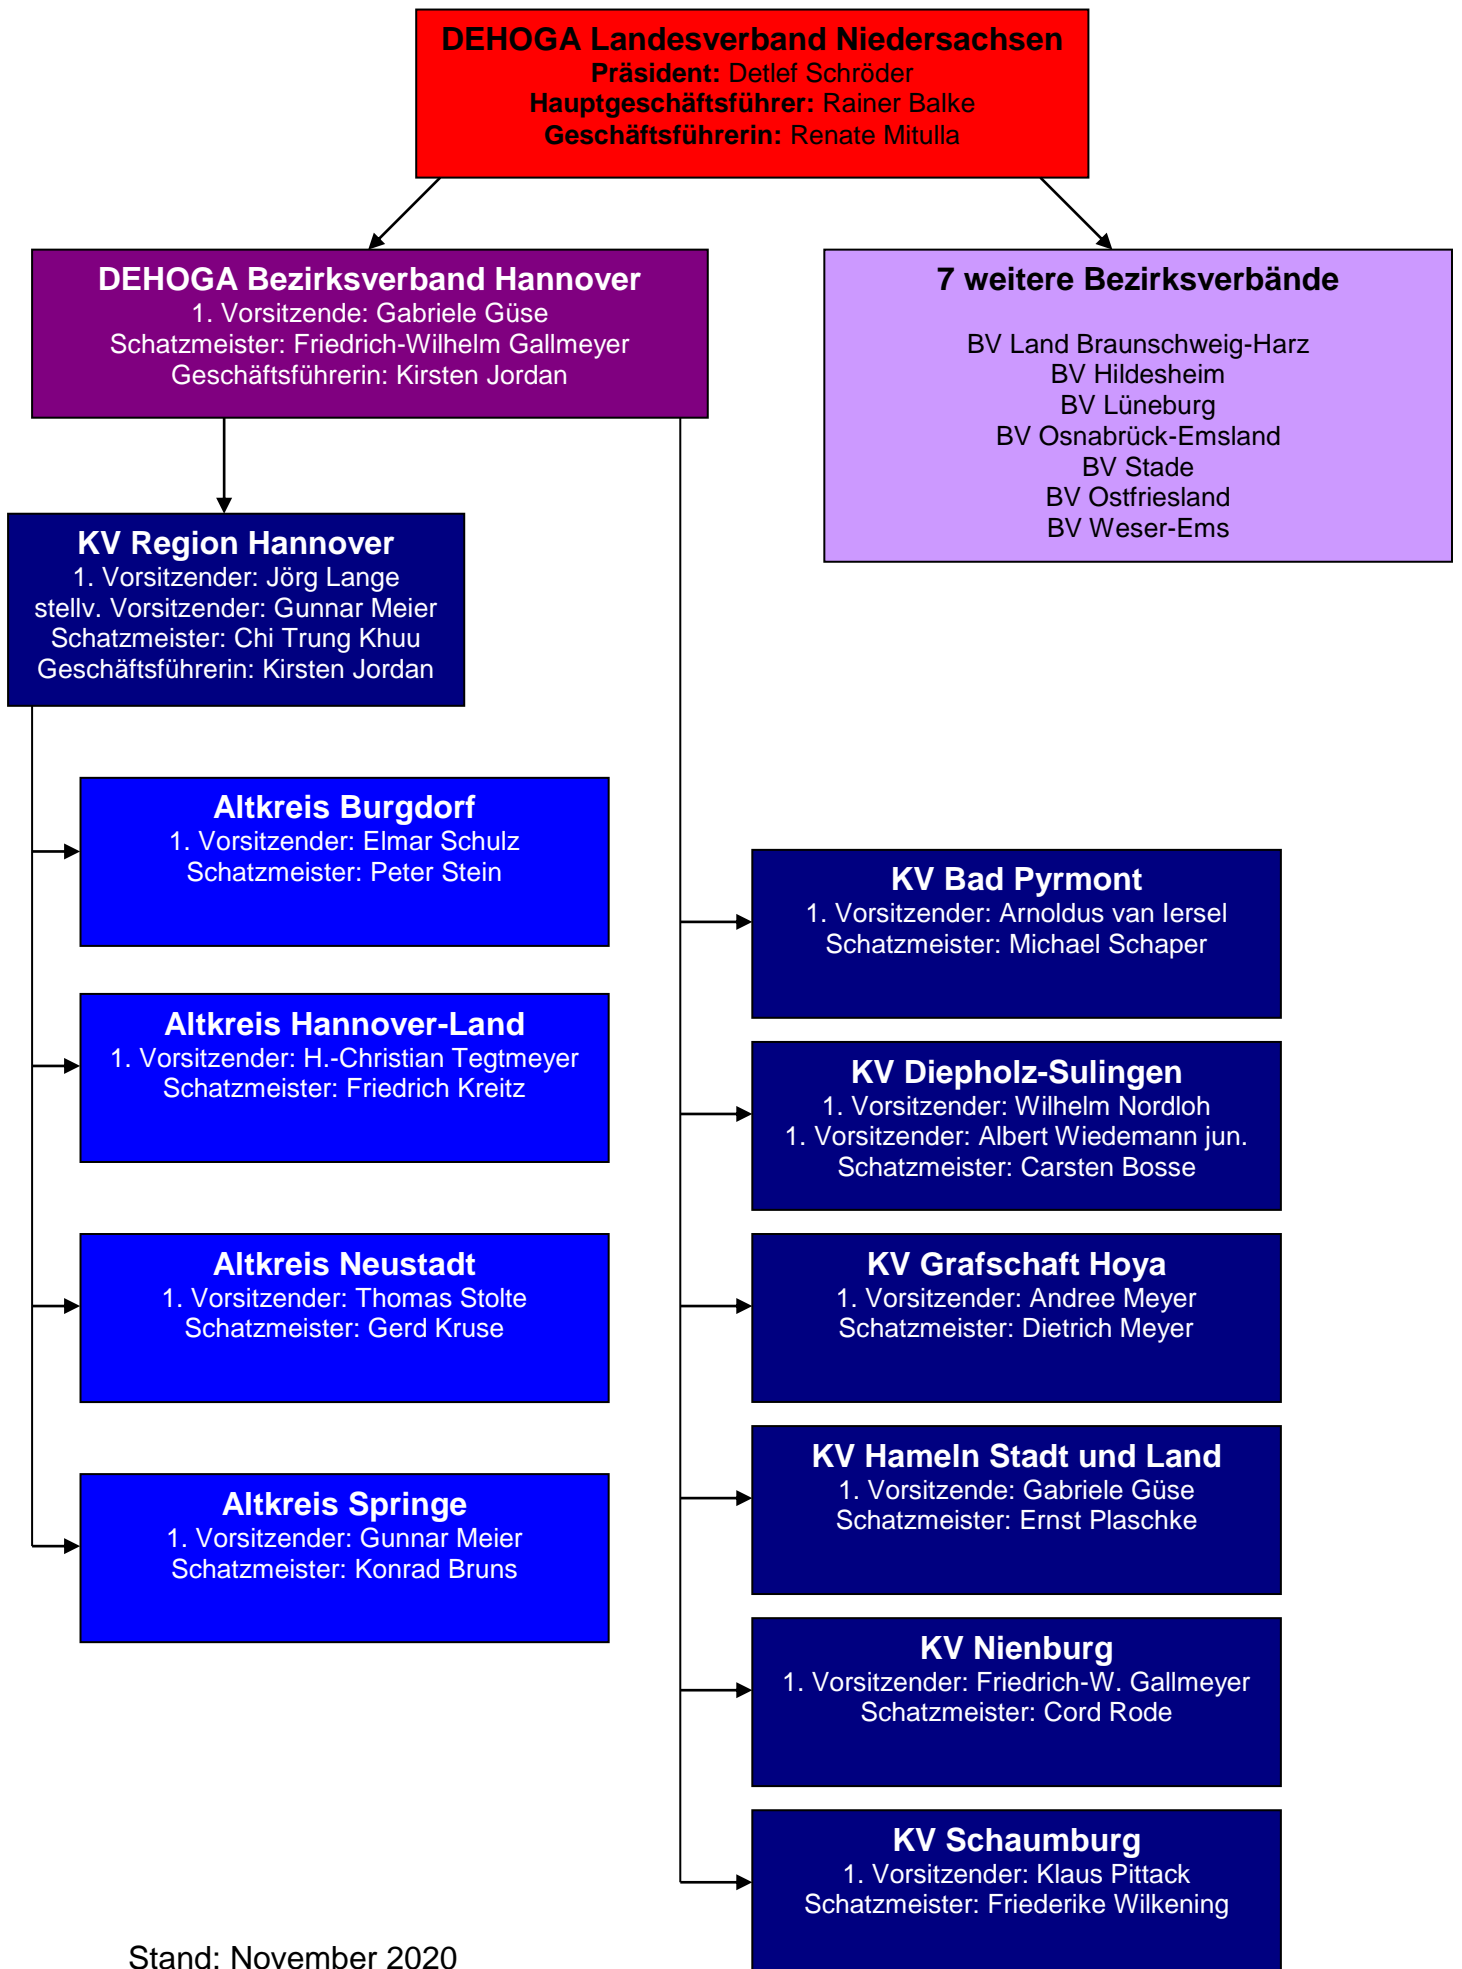 DEHOGA Landesverband Niedersachsen
Präsident: Detlef Schröder
Hauptgeschäftsführer: Rainer Balke
Geschäftsführerin: Renate Mitulla
DEHOGA Bezirksverband Hannover
1. Vorsitzende: Gabriele Güse
Schatzmeister: Friedrich-Wilhelm Gallmeyer
Geschäftsführerin: Kirsten Jordan
7 weitere Bezirksverbände
BV Land Braunschweig-Harz
BV Hildesheim
BV Lüneburg
BV Osnabrück-Emsland
BV Stade
BV Ostfriesland
BV Weser-Ems
KV Region Hannover
1. Vorsitzender: Jörg Lange
stellv. Vorsitzender: Gunnar Meier
Schatzmeister: Chi Trung Khuu
Geschäftsführerin: Kirsten Jordan
Altkreis Burgdorf
1. Vorsitzender: Elmar Schulz
Schatzmeister: Peter Stein
Altkreis Hannover-Land
1. Vorsitzender: H.-Christian Tegtmeyer
Schatzmeister: Friedrich Kreitz
Altkreis Neustadt
1. Vorsitzender: Thomas Stolte
Schatzmeister: Gerd Kruse
Altkreis Springe
1. Vorsitzender: Gunnar Meier
Schatzmeister: Konrad Bruns
KV Bad Pyrmont
1. Vorsitzender: Arnoldus van Iersel
Schatzmeister: Michael Schaper
KV Diepholz-Sulingen
1. Vorsitzender: Wilhelm Nordloh
1. Vorsitzender: Albert Wiedemann jun.
Schatzmeister: Carsten Bosse
KV Grafschaft Hoya
1. Vorsitzender: Andree Meyer
Schatzmeister: Dietrich Meyer
KV Hameln Stadt und Land
1. Vorsitzende: Gabriele Güse
Schatzmeister: Ernst Plaschke
KV Nienburg
1. Vorsitzender: Friedrich-W. Gallmeyer
Schatzmeister: Cord Rode
KV Schaumburg
1. Vorsitzender: Klaus Pittack
Schatzmeister: Friederike Wilkening
Stand: November 2020